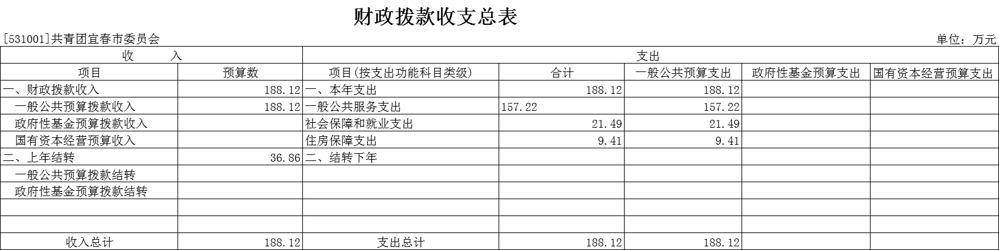 财政拨款收支总表
[531001]共青团宜春市委员会 单位：万元
收 入 支出
项目 预算数 项目(按支出功能科目类级) 合计 一般公共预算支出 政府性基金预算支出 国有资本经营预算支出
一、财政拨款收入 188.12 一、本年支出 188.12 188.12
一般公共预算拨款收入 188.12 一般公共服务支出 157.22 157.22
政府性基金预算拨款收入 社会保障和就业支出 21.49 21.49
国有资本经营预算收入 住房保障支出 9.41 9.41
二、上年结转 36.86 二、结转下年
一般公共预算拨款结转
政府性基金预算拨款结转
收入总计 188.12 支出总计 188.12 188.12